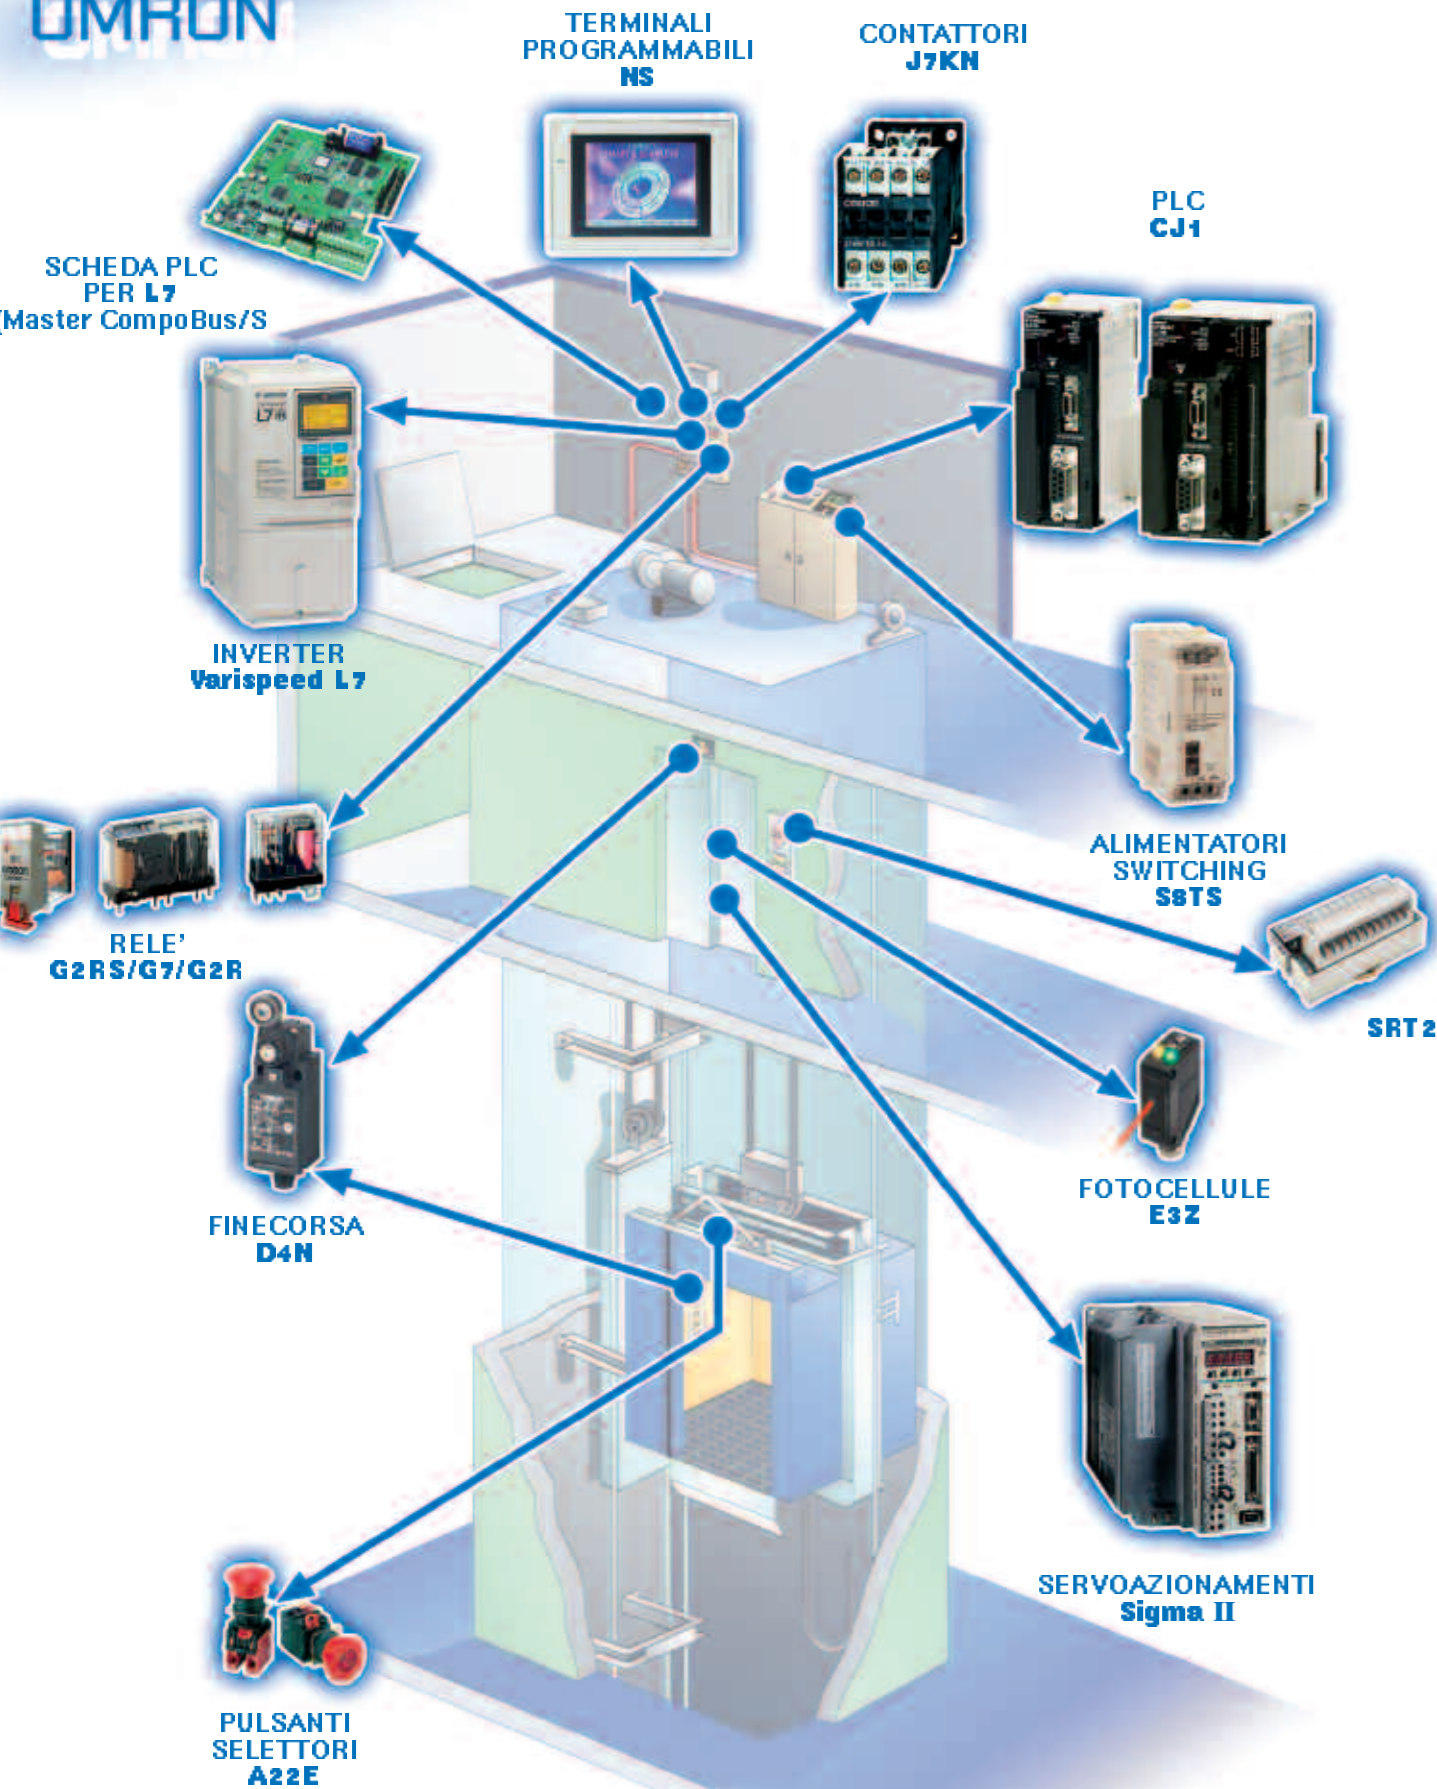 OMRON
TERMINALI
PROGRAMMABILI
NS
CONTATTORI
J7KN
PLC
CJ1
SCHEDA PLC
PER L7
(Master CompoBus/S
L7
INVERTER
Varispeed L7
ALIMENTATORI
SWITCHING
S8TS
RELE'
G2RS/G7/G2R
SRT2
FOTOCELLULE
E3Z
FINECORSA
D4N
SERVOAZIONAMENTI
Sigma II
PULSANTI
SELETTORI
A22E